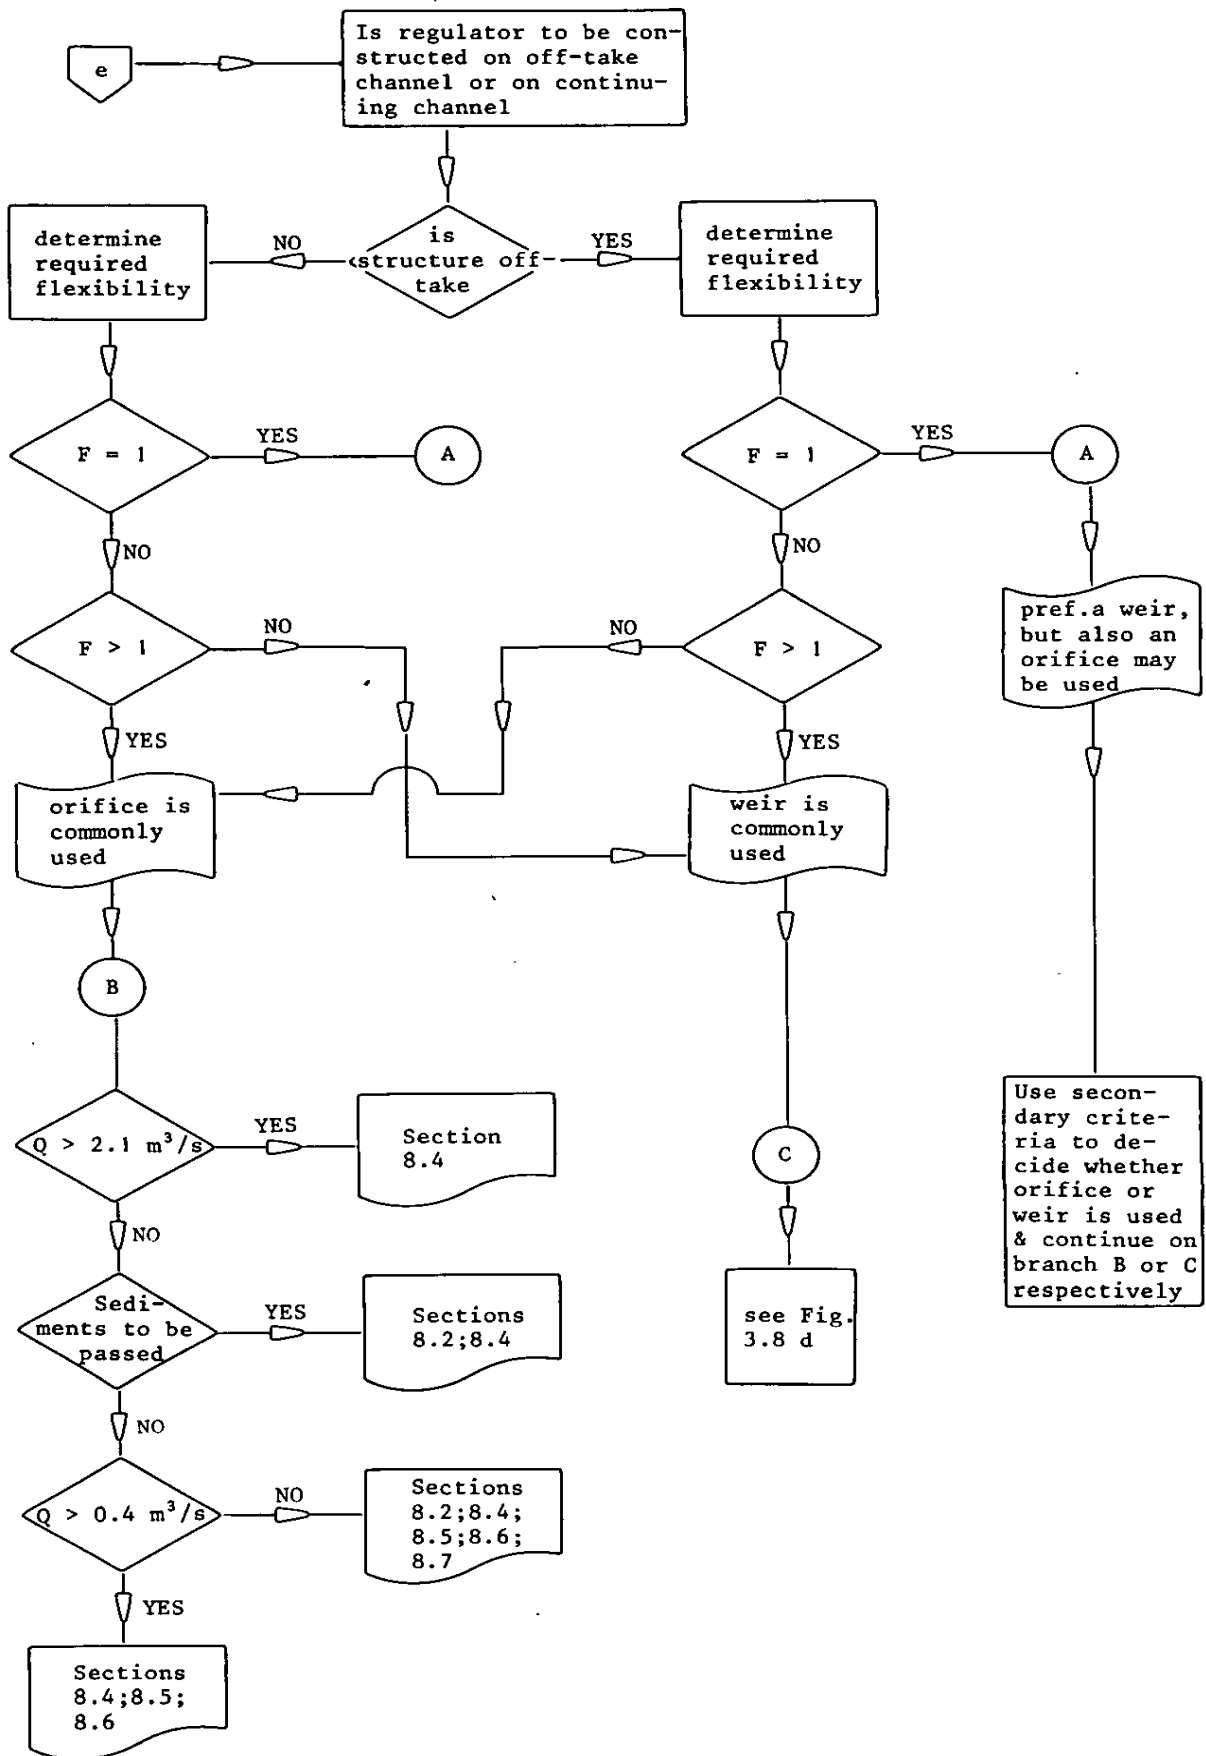 e
Is regulator to be con-
structed on off-take
channel or on continu-
ing channel
is
structure off-
take
NO
YES
determine
required
flexibility
determine
required
flexibility
F = 1
YES
A
F = 1
YES
A
NO
NO
F > 1
NO
NO
F > 1
pref.a weir,
but also an
orifice may
be used
YES
YES
orifice is
commonly
used
weir is
commonly
used
B
Q > 2.1 m³/s
YES
Section
8.4
C
Use secon-
dary crite-
ria to de-
cide whether
orifice or
weir is used
& continue on
branch B or C
respectively
NO
Sedi-
ments to be
passed
YES
Sections
8.2;8.4
see Fig.
3.8 d
NO
Q > 0.4 m³/s
NO
Sections
8.2;8.4;
8.5;8.6;
8.7
YES
Sections
8.4;8.5;
8.6